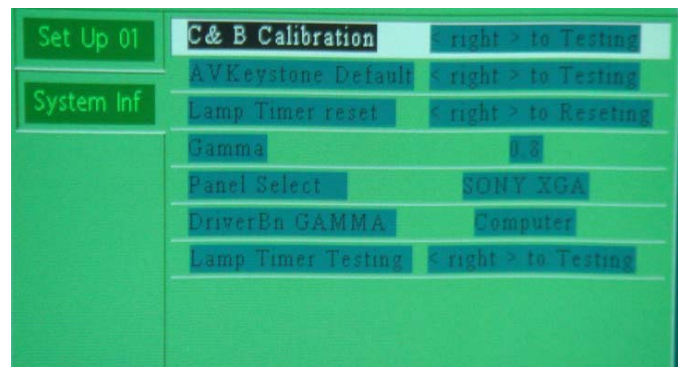 Set Up 01
System Inf
C& B Calibration < right > to Testing
AVKeystone Default < right > to Testing
Lamp Timer reset < right > to Reseting
Gamma 0.8
Panel Select SONY XGA
DriverBn GAMMA Computer
Lamp Timer Testing < right > to Testing